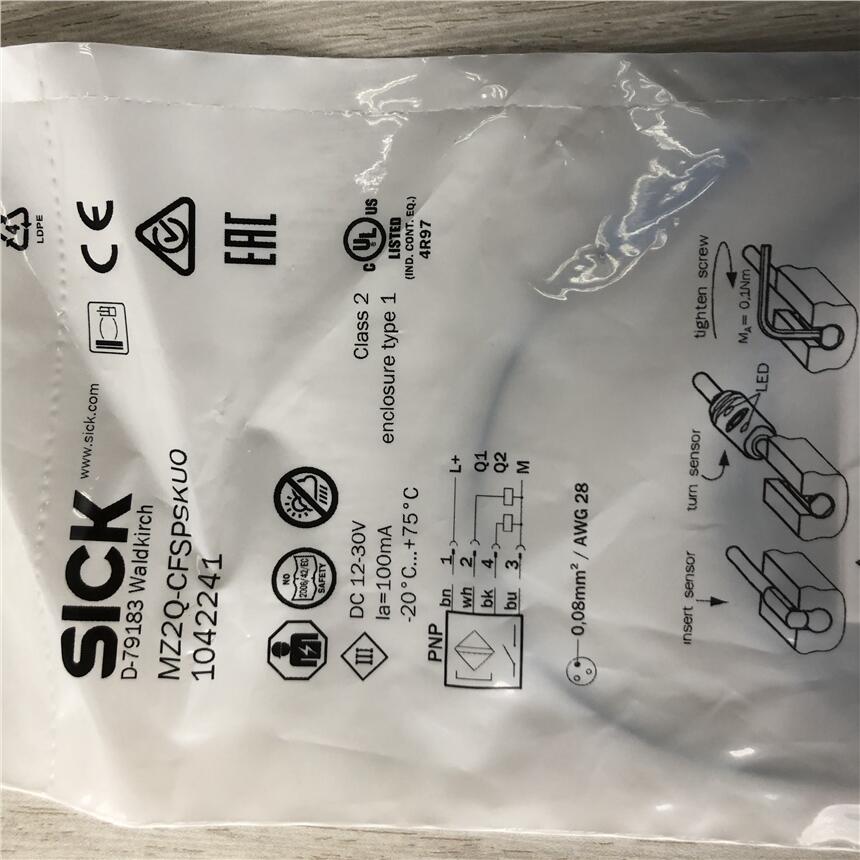 SICK
www.sick.com
D-79183 Waldkirch
MZ2Q-CFSPSKU0
1042241
4
LDPE
CE
EAC
C UL US
LISTED
(IND. CONT. EQ.)
4R97
Class 2
enclosure type 1
NO
2006/42/EC
SAFETY
III
DC 12-30V
Ia=100mA
-20°C...+75°C
PNP
bn 1 L+
wh 2 Q1
bk 4 Q2
bu 3 M
0,08mm² / AWG 28
insert sensor
turn sensor
LED
tighten screw
MA= 0,1Nm